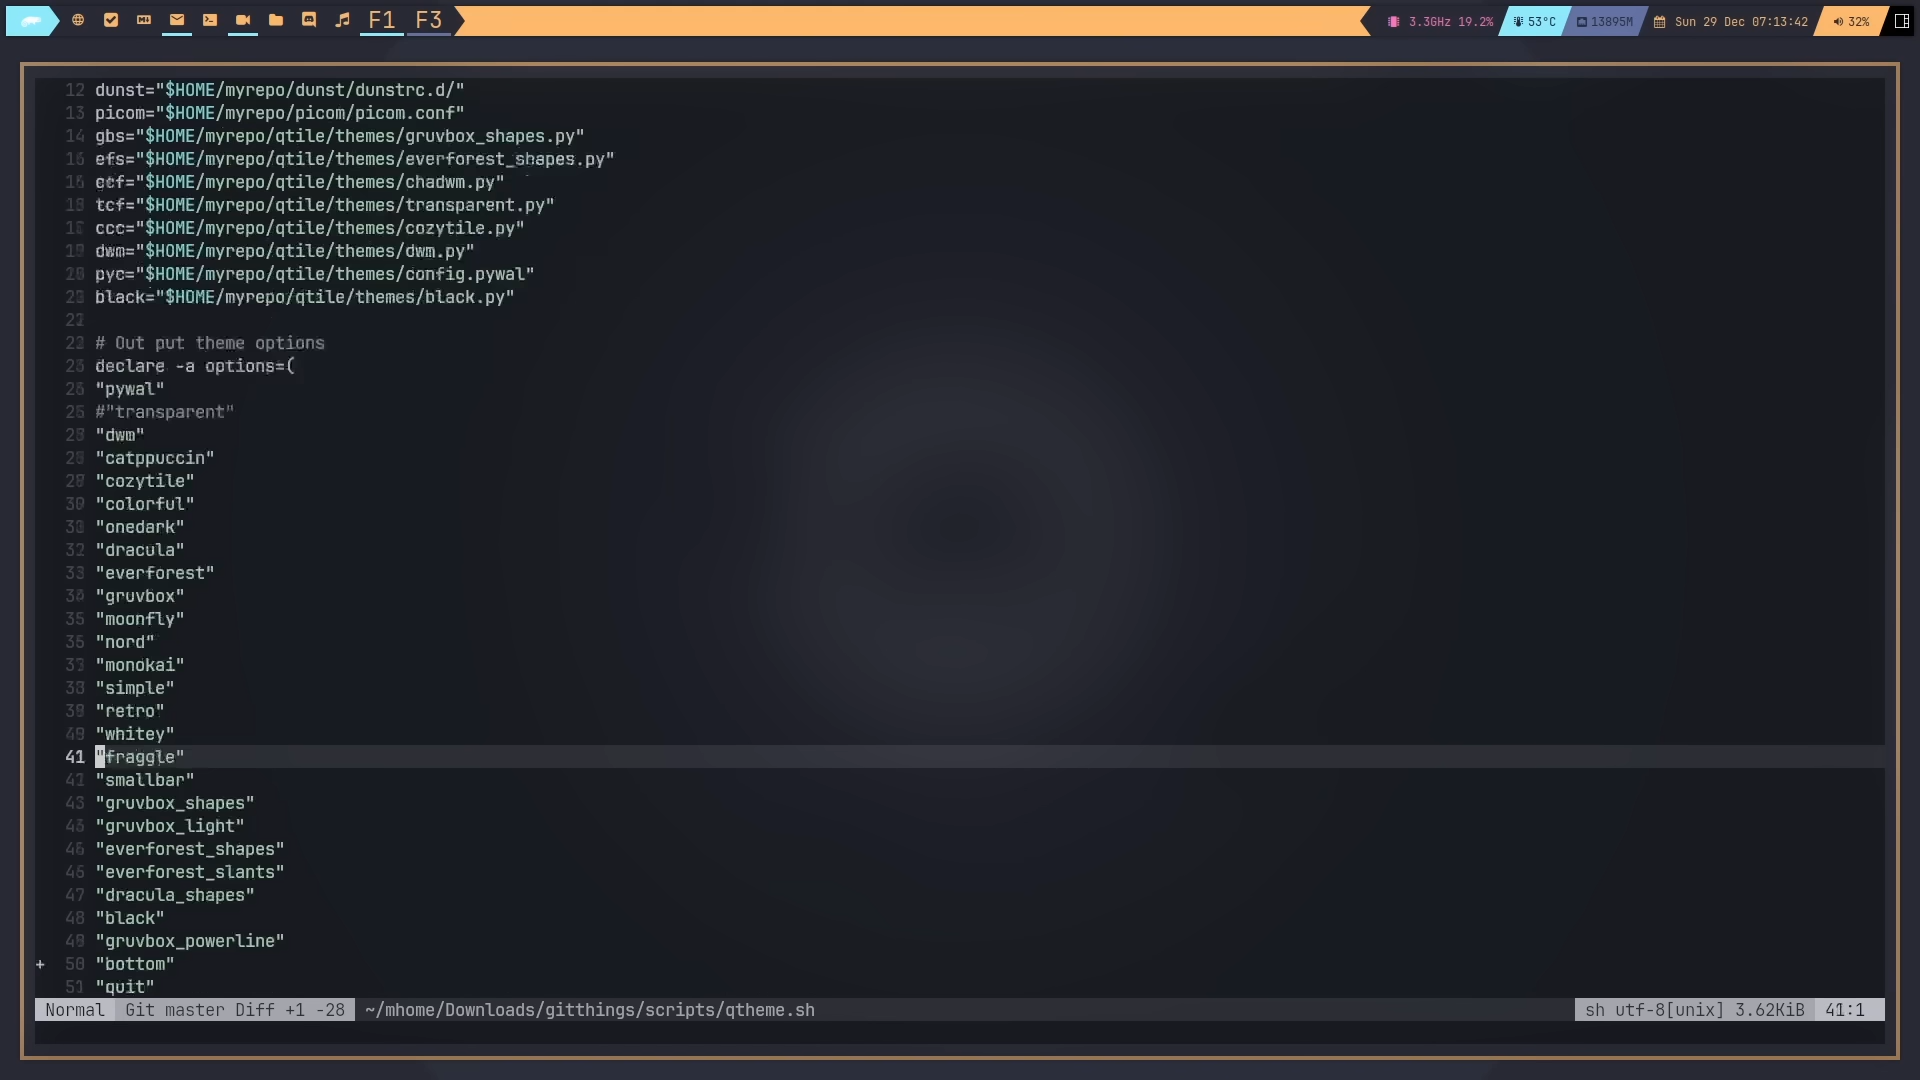 F1 F3 3.3GHz 19.2% 53°C 13895M Sun 29 Dec 07:13:42 32%
12 dunst="$HOME/myrepo/dunst/dunstrc.d/"
13 picom="$HOME/myrepo/picom/picom.conf"
14 gbs="$HOME/myrepo/qtile/themes/gruvbox_shapes.py"
efs="$HOME/myrepo/qtile/themes/everforest_shapes.py"
="$HOME/myrepo/qtile/themes/chadwm.py"
tcf="$HOME/myrepo/qtile/themes/transparent.py"
="$HOME/myrepo/qtile/themes/cozytile.py"
dwm="$HOME/myrepo/qtile/themes/dwm.py"
pyc="$HOME/myrepo/qtile/themes/config.pywal"
black="$HOME/myrepo/qtile/themes/black.py"
# Out put theme options
declare -a options=(
"pywal"
#"transparent"
"dwm"
"catppuccin"
"cozytile"
30 "colorful"
"onedark"
32 "dracula"
33 "everforest"
34 "gruvbox"
35 "moonfly"
"nord"
"monokai"
"simple"
39 "retro"
"whitey"
41 "fraggle"
"smallbar"
43 "gruvbox_shapes"
"gruvbox_light"
"everforest_shapes"
46 "everforest_slants"
47 "dracula_shapes"
48 "black"
49 "gruvbox_powerline"
+ 50 "bottom"
51 "quit"
Normal Git master Diff +1 -28 ~/mhome/Downloads/gitthings/scripts/qtheme.sh sh utf-8[unix] 3.62KiB 41:1